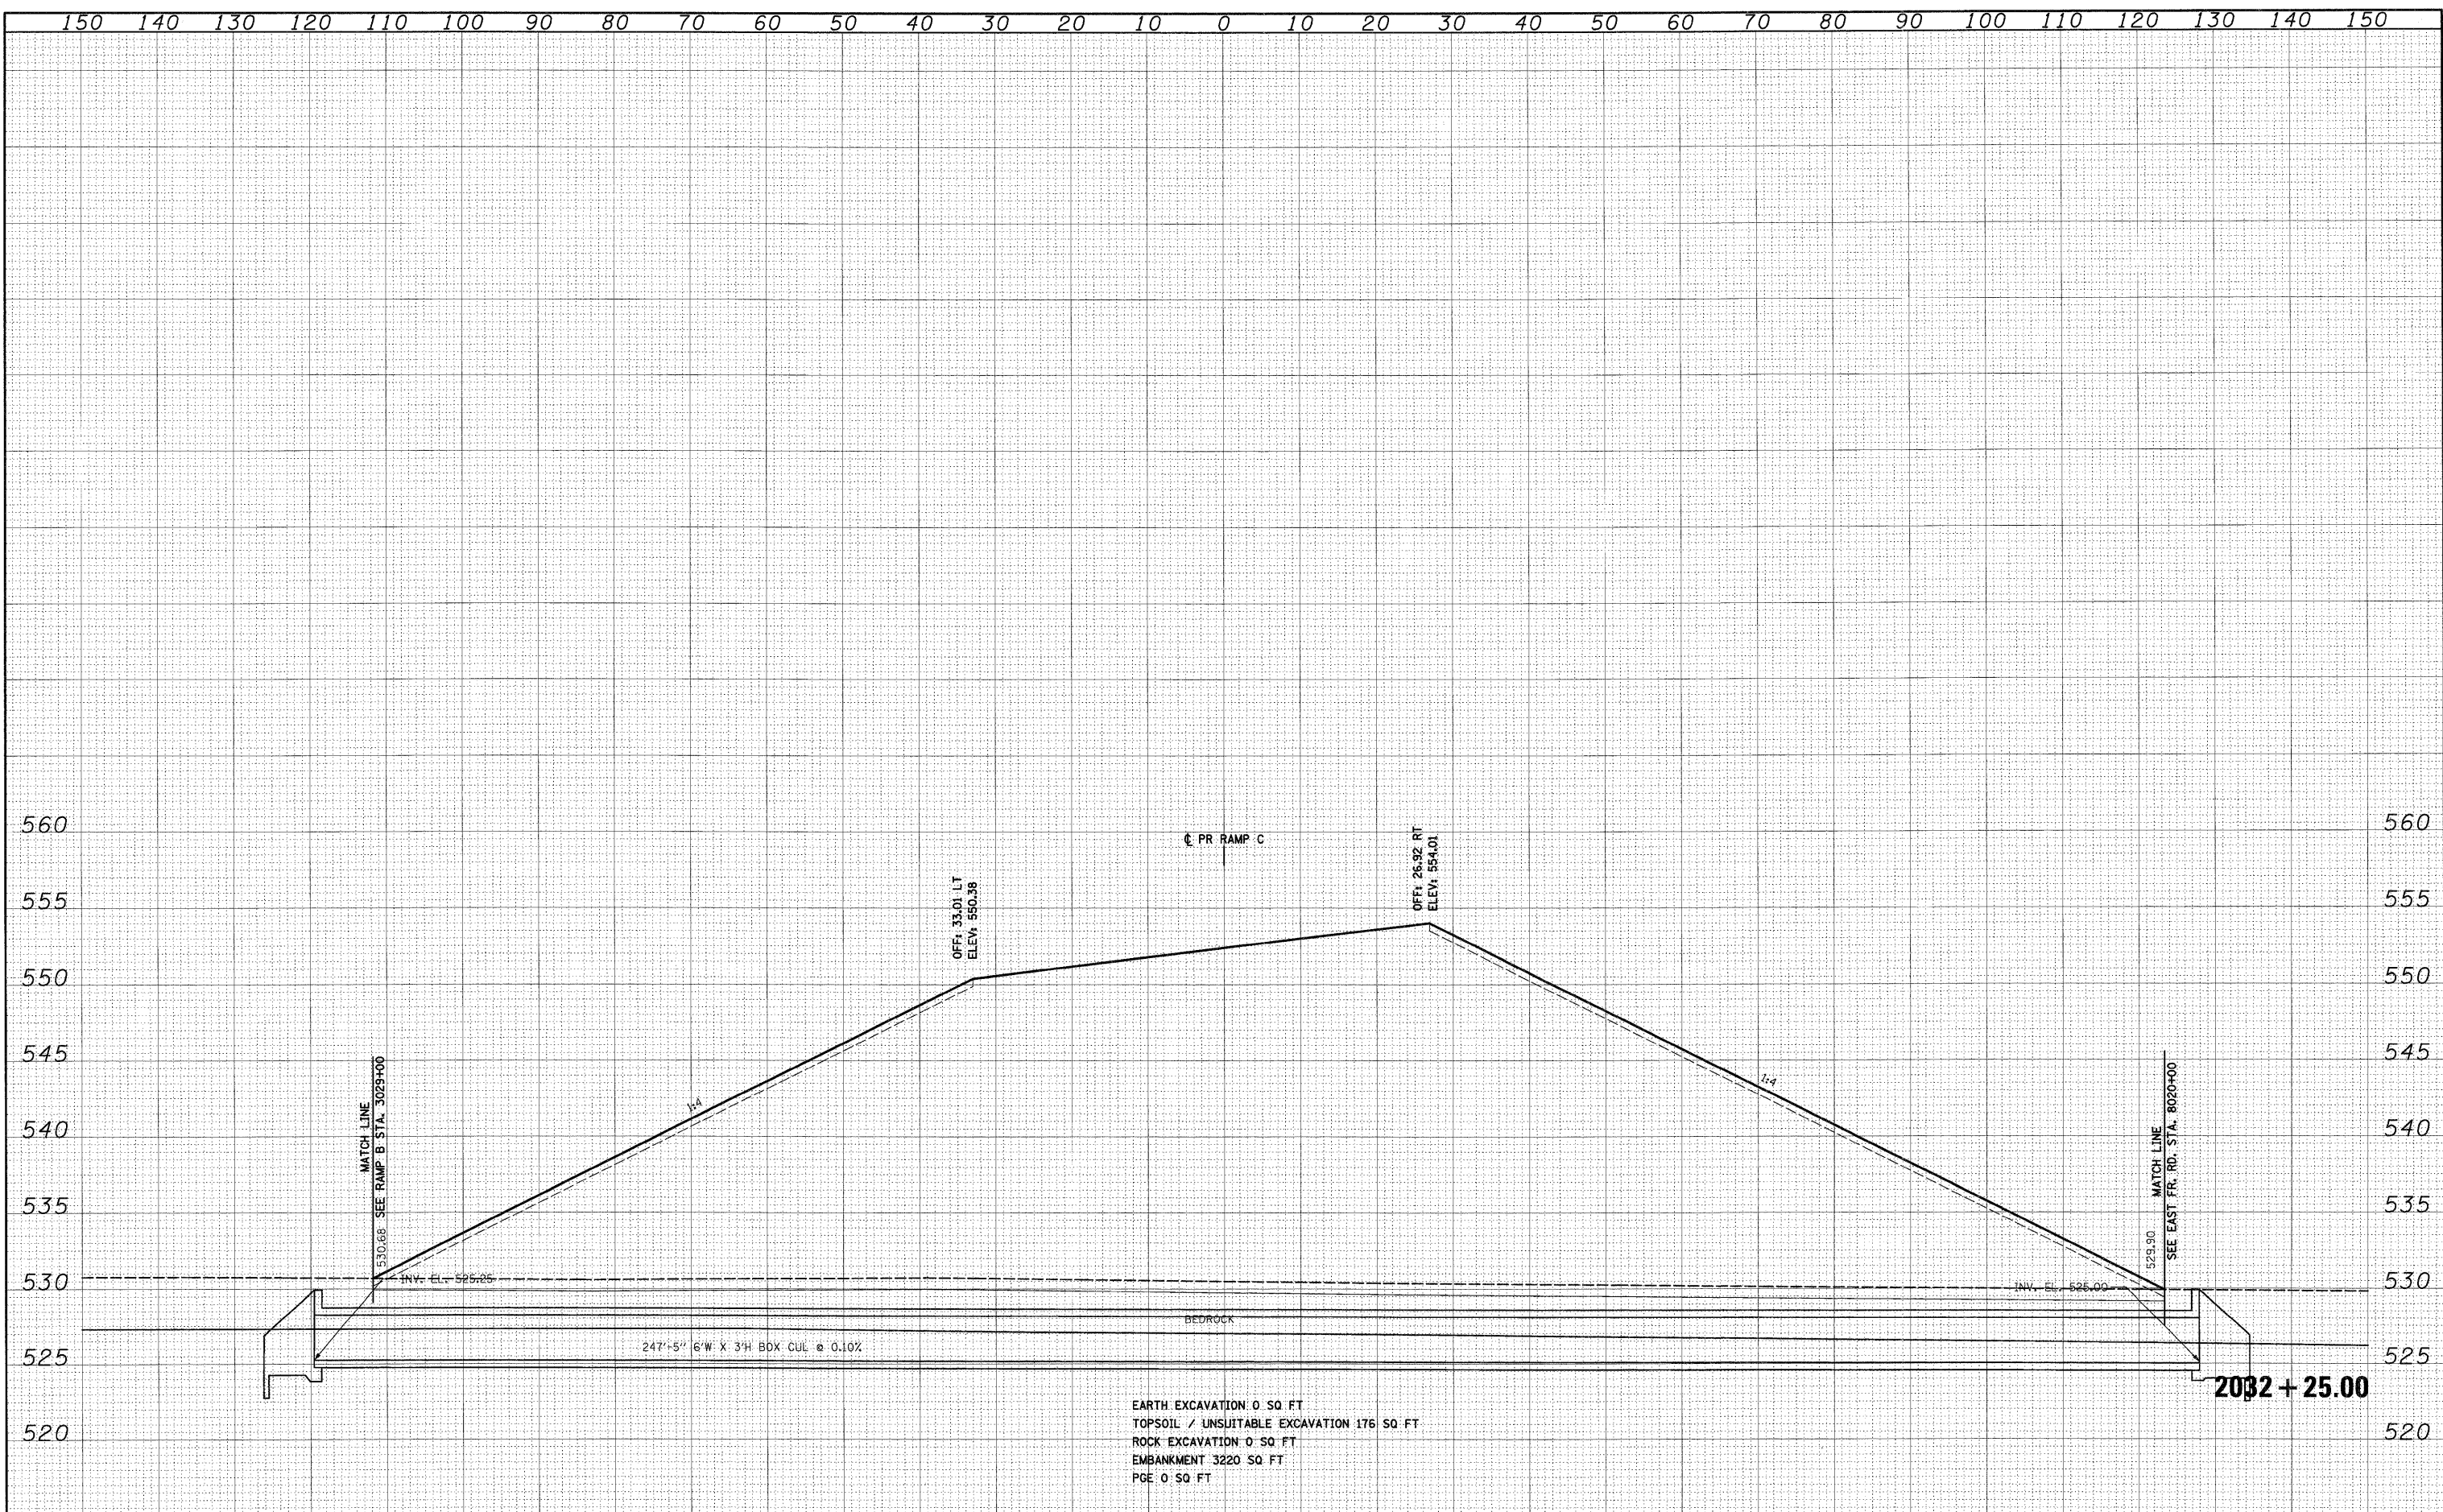 150 140 130 120 110 100 90 80 70 60 50 40 30 20 10 0 10 20 30 40 50 60 70 80 90 100 110 120 130 140 150
560 560
℄ PR RAMP C
OFF: 26.92 RT
ELEV: 554.01
OFF: 33.01 LT
ELEV: 550.38
555 555
550 550
545 545
1:4
1:4
MATCH LINE
530.68 SEE RAMP B STA. 3029+00
MATCH LINE
529.90
SEE EAST FR. RD. STA. 8020+00
540 540
535 535
530 530
INV. EL. 525.25
INV. EL. 525.00
BEDROCK
247'-5" 6'W X 3'H BOX CUL @ 0.10%
525 525
2032 + 25.00
EARTH EXCAVATION 0 SQ FT
TOPSOIL / UNSUITABLE EXCAVATION 176 SQ FT
ROCK EXCAVATION 0 SQ FT
EMBANKMENT 3220 SQ FT
PGE 0 SQ FT
520 520